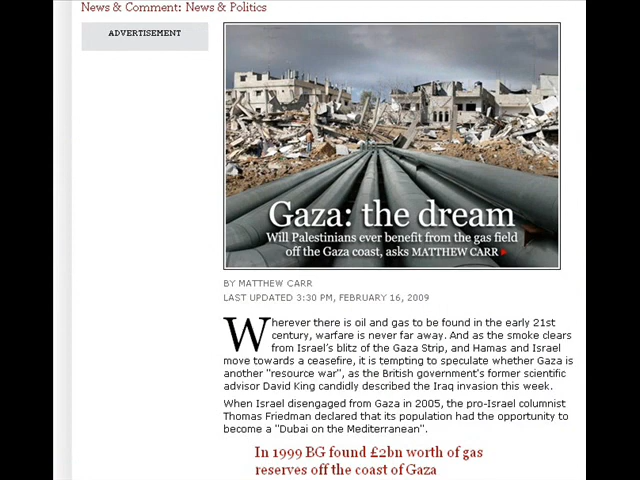 News & Comment: News & Politics
ADVERTISEMENT
Gaza: the dream
Will Palestinians ever benefit from the gas field
off the Gaza coast, asks MATTHEW CARR
BY MATTHEW CARR
LAST UPDATED 3:30 PM, FEBRUARY 16, 2009
Wherever there is oil and gas to be found in the early 21st
century, warfare is never far away. And as the smoke clears
from Israel's blitz of the Gaza Strip, and Hamas and Israel
move towards a ceasefire, it is tempting to speculate whether Gaza is
another "resource war", as the British government's former scientific
advisor David King candidly described the Iraq invasion this week.
When Israel disengaged from Gaza in 2005, the pro-Israel columnist
Thomas Friedman declared that its population had the opportunity to
become a "Dubai on the Mediterranean".
In 1999 BG found £2bn worth of gas
reserves off the coast of Gaza